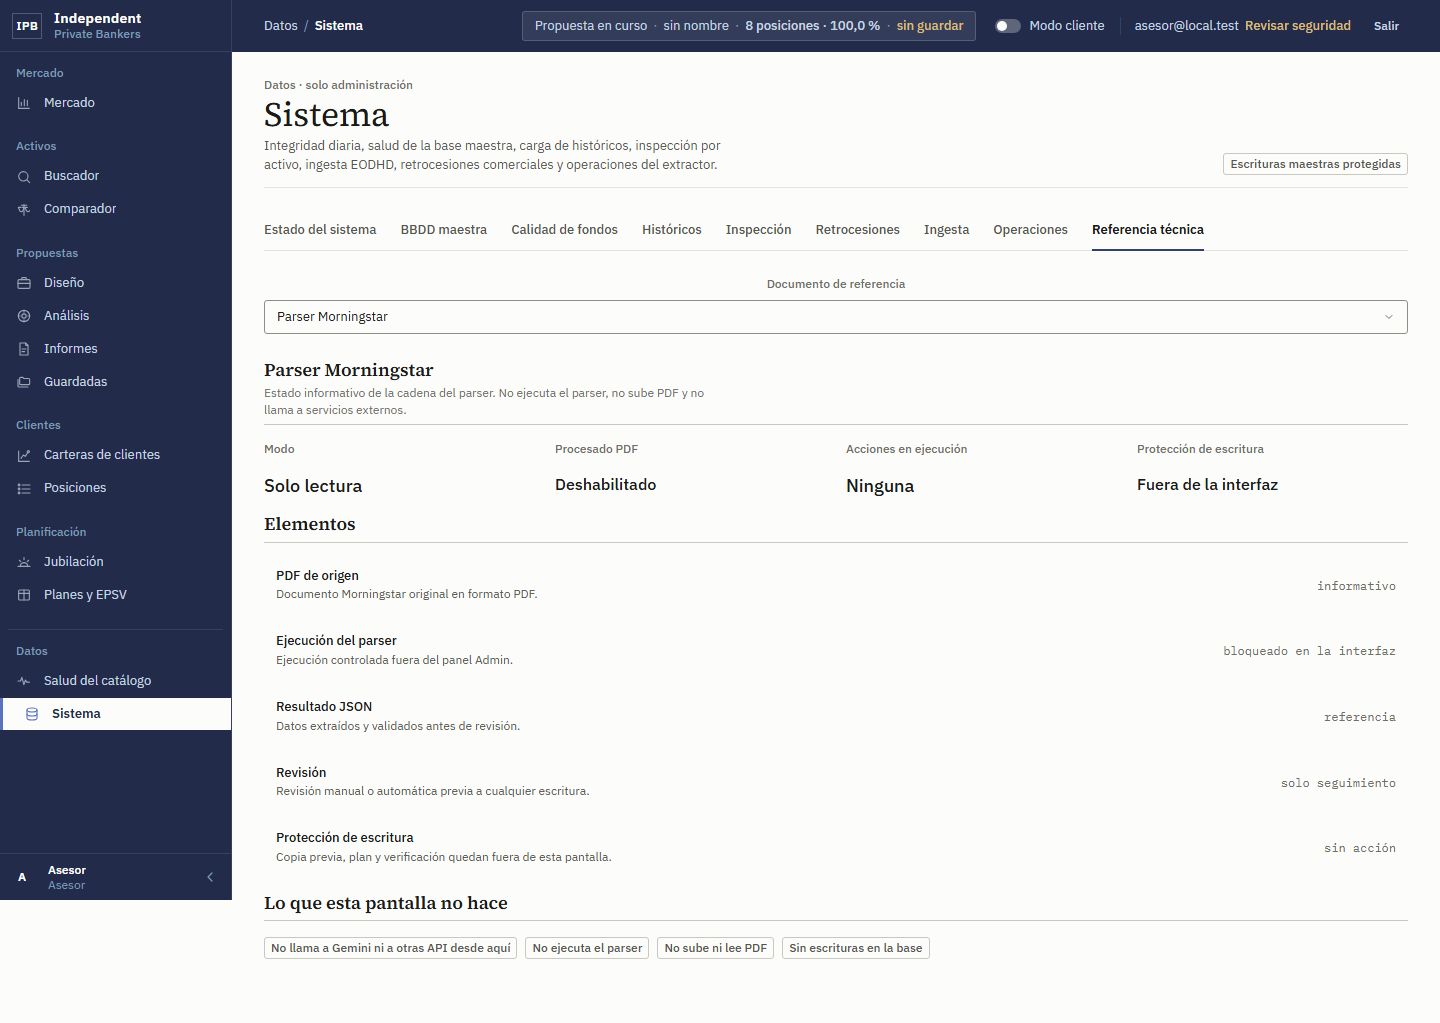 IPB
Independent
Private Bankers
Datos / Sistema
Propuesta en curso · sin nombre · 8 posiciones · 100,0 % · sin guardar
Modo cliente
asesor@local.test
Revisar seguridad
Salir
Mercado
Mercado
Activos
Buscador
Comparador
Propuestas
Diseño
Análisis
Informes
Guardadas
Clientes
Carteras de clientes
Posiciones
Planificación
Jubilación
Planes y EPSV
Datos
Salud del catálogo
Sistema
A
Asesor
Asesor
Datos · solo administración
Sistema
Integridad diaria, salud de la base maestra, carga de históricos, inspección por
activo, ingesta EODHD, retrocesiones comerciales y operaciones del extractor.
Escrituras maestras protegidas
Estado del sistema
BBDD maestra
Calidad de fondos
Históricos
Inspección
Retrocesiones
Ingesta
Operaciones
Referencia técnica
Documento de referencia
Parser Morningstar
Parser Morningstar
Estado informativo de la cadena del parser. No ejecuta el parser, no sube PDF y no
llama a servicios externos.
Modo
Solo lectura
Procesado PDF
Deshabilitado
Acciones en ejecución
Ninguna
Protección de escritura
Fuera de la interfaz
Elementos
PDF de origen
Documento Morningstar original en formato PDF.
informativo
Ejecución del parser
Ejecución controlada fuera del panel Admin.
bloqueado en la interfaz
Resultado JSON
Datos extraídos y validados antes de revisión.
referencia
Revisión
Revisión manual o automática previa a cualquier escritura.
solo seguimiento
Protección de escritura
Copia previa, plan y verificación quedan fuera de esta pantalla.
sin acción
Lo que esta pantalla no hace
No llama a Gemini ni a otras API desde aquí
No ejecuta el parser
No sube ni lee PDF
Sin escrituras en la base